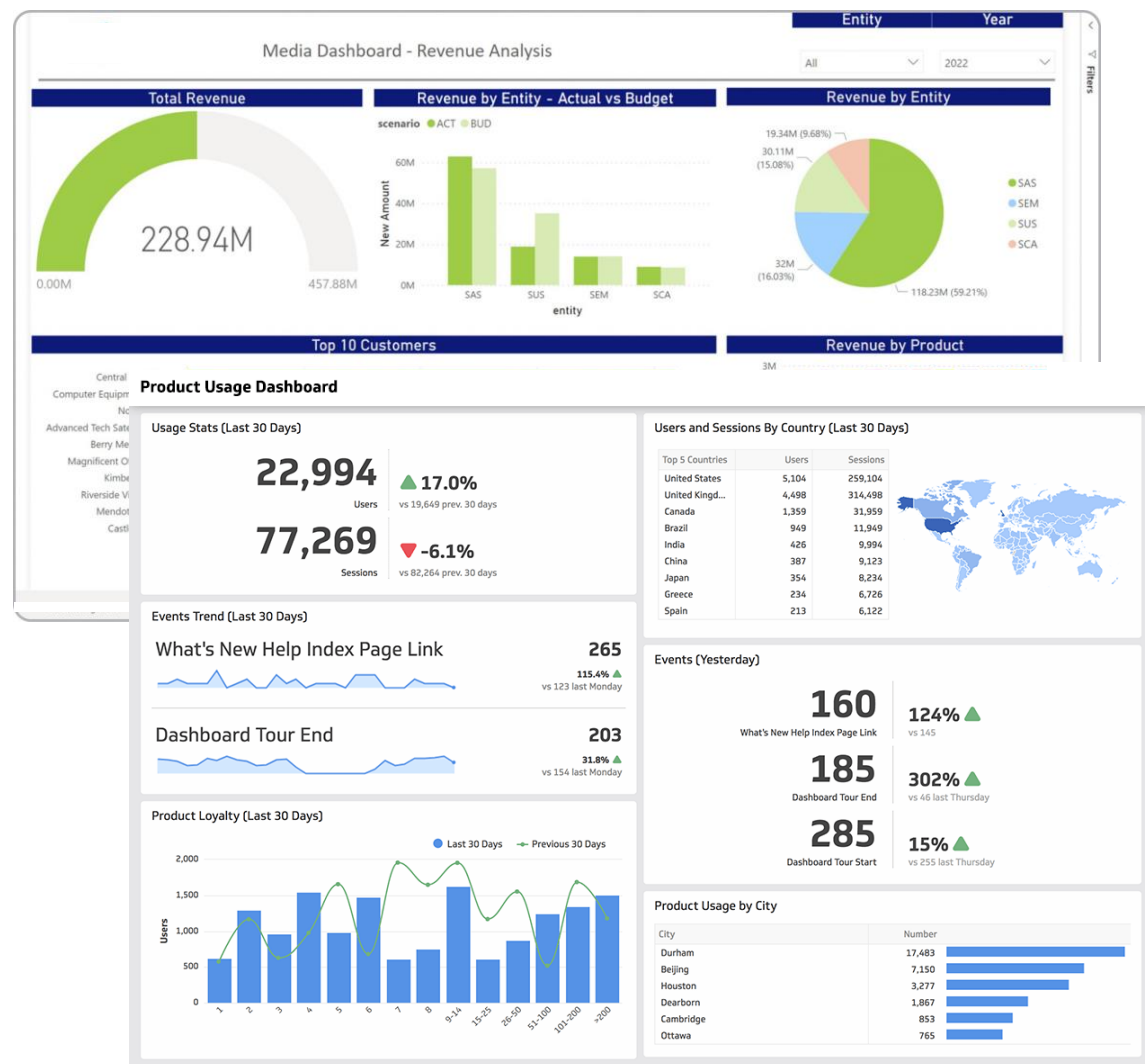 Entity Year
Media Dashboard - Revenue Analysis
All 2022
Filters
Total Revenue
228.94M
0.00M 457.88M
Revenue by Entity - Actual vs Budget
scenario ACT BUD
New Amount
60M
40M
20M
0M
SAS SUS SEM SCA
entity
Revenue by Entity
19.34M (9.68%)
30.11M
(15.08%)
32M
(16.03%)
118.23M (59.21%)
SAS
SEM
SUS
SCA
Top 10 Customers
Central
Computer Equipm
No
Advanced Tech Sate
Berry Me
Magnificent O
Kimbe
Riverside V
Mendot
Castl
Revenue by Product
3M
Product Usage Dashboard
Usage Stats (Last 30 Days)
22,994
Users
17.0%
vs 19,649 prev. 30 days
77,269
Sessions
-6.1%
vs 82,264 prev. 30 days
Users and Sessions By Country (Last 30 Days)
Top 5 Countries Users Sessions
United States 5,104 259,104
United Kingd... 4,498 314,498
Canada 1,359 31,959
Brazil 949 11,949
India 426 9,994
China 387 9,123
Japan 354 8,234
Greece 234 6,726
Spain 213 6,122
Events Trend (Last 30 Days)
What's New Help Index Page Link 265
115.4%
vs 123 last Monday
Dashboard Tour End 203
31.8%
vs 154 last Monday
Events (Yesterday)
160
What's New Help Index Page Link
124%
vs 145
185
Dashboard Tour End
302%
vs 46 last Thursday
285
Dashboard Tour Start
15%
vs 255 last Thursday
Product Loyalty (Last 30 Days)
Last 30 Days Previous 30 Days
Users
2,000
1,500
1,000
500
0
1 2 3 4 5 6 7 8 9-14 15-25 26-50 51-100 101-200 >200
Product Usage by City
City Number
Durham 17,483
Beijing 7,150
Houston 3,277
Dearborn 1,867
Cambridge 853
Ottawa 765